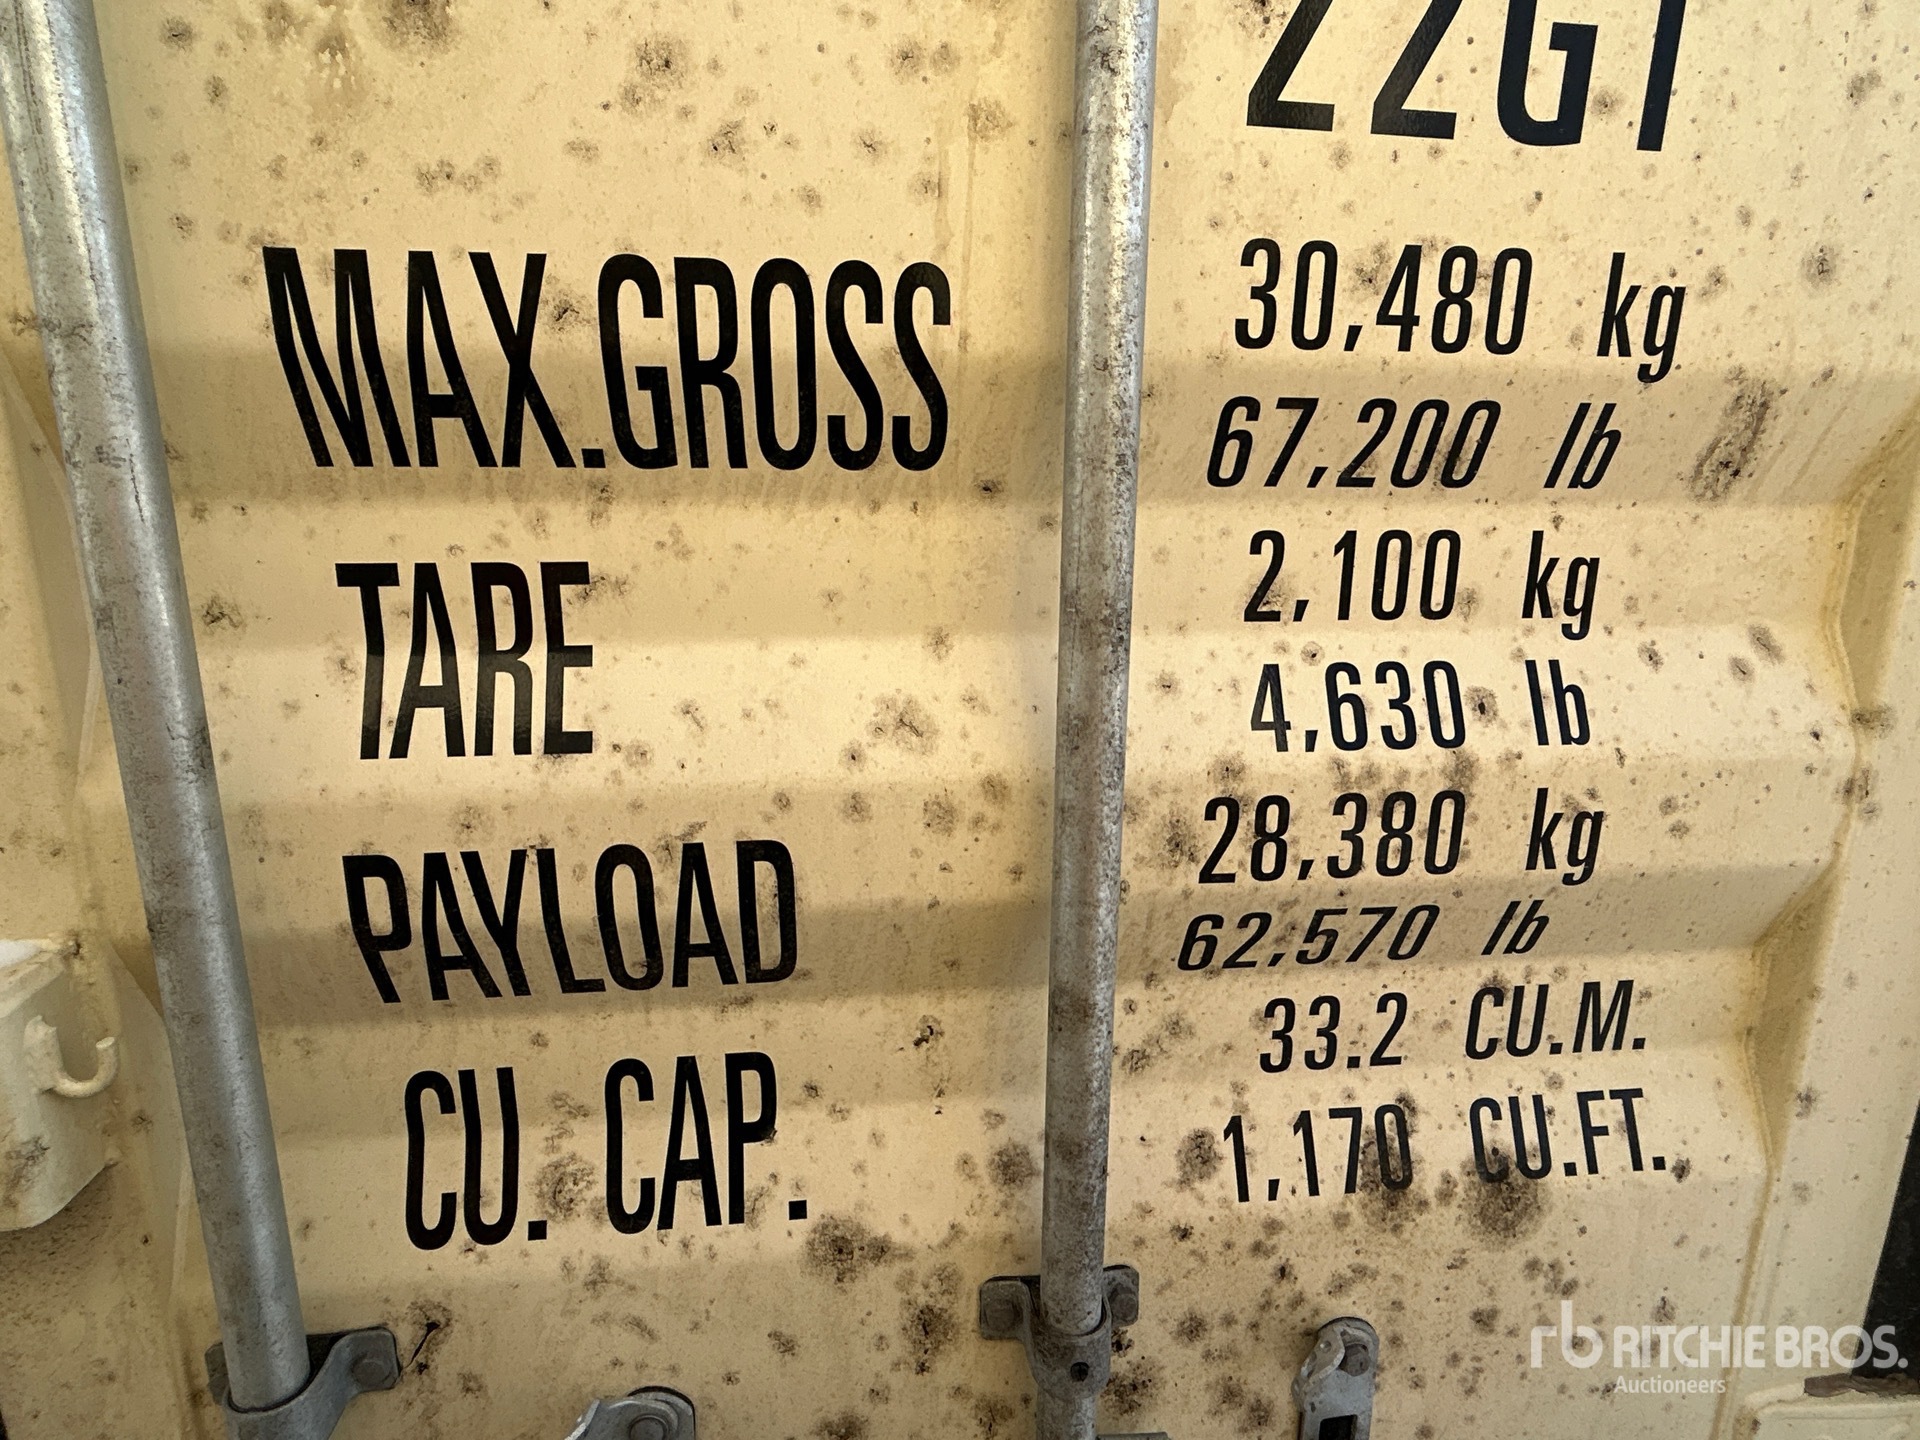 22G1
MAX.GROSS 30,480 kg
67,200 lb
TARE 2,100 kg
4,630 lb
PAYLOAD 28,380 kg
62,570 lb
CU. CAP. 33.2 CU.M.
1,170 CU.FT.
rb RITCHIE BROS.
Auctioneers